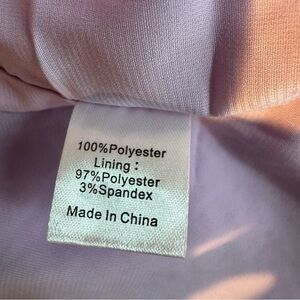 100%Polyester
Lining :
97%Polyester
3%Spandex
Made In China